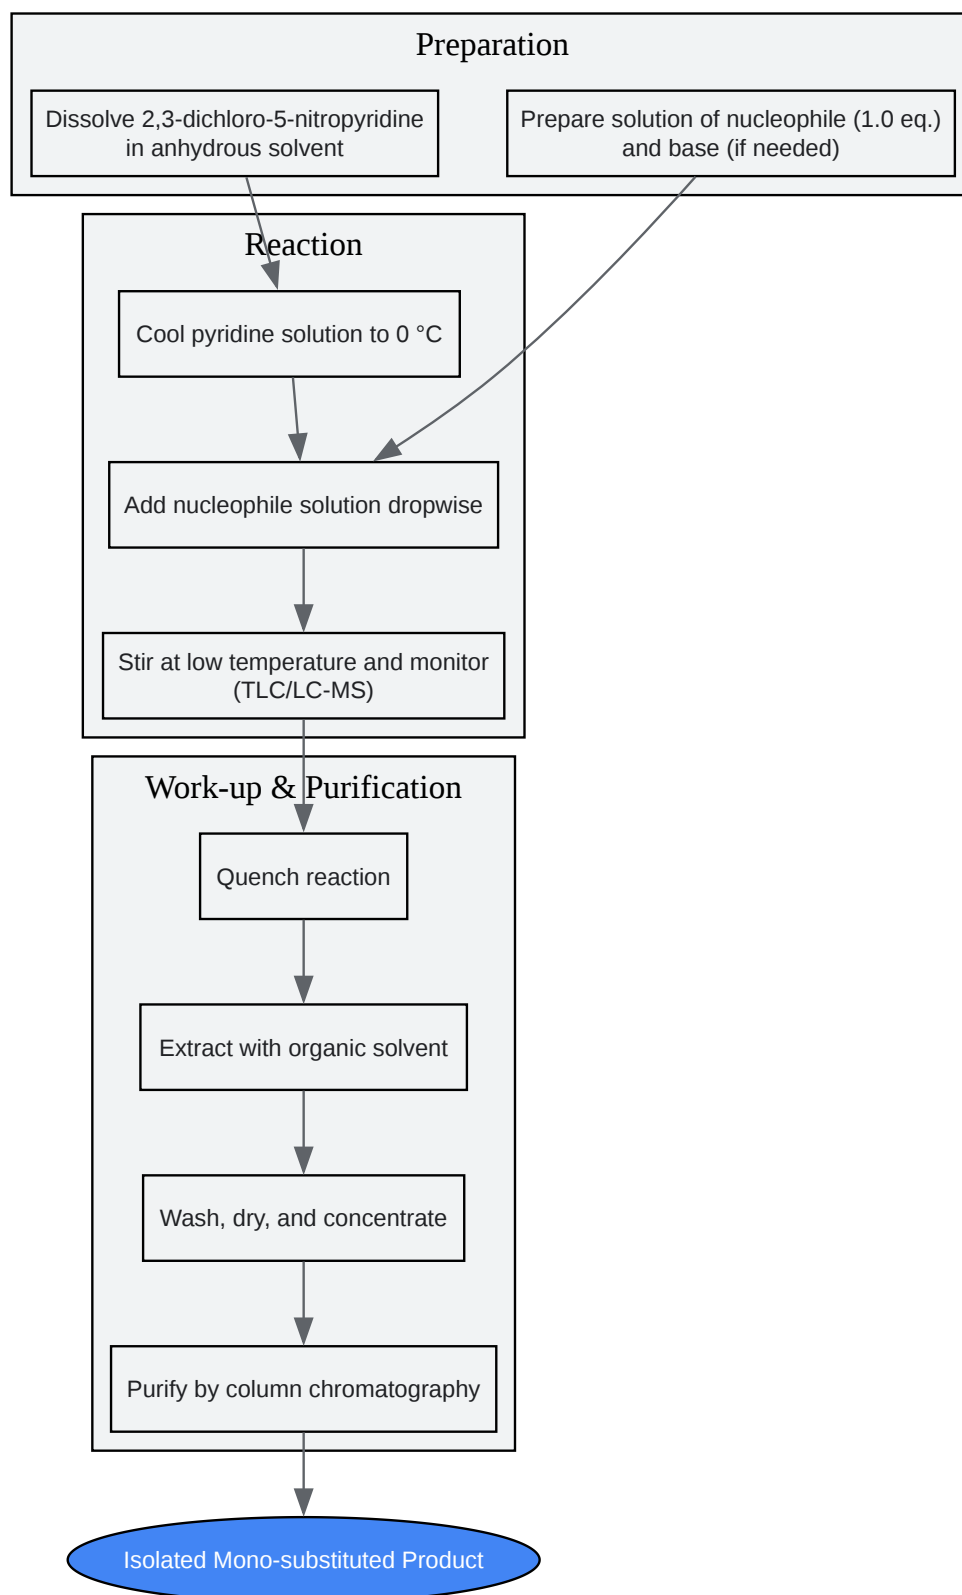 Preparation
Dissolve 2,3-dichloro-5-nitropyridine
in anhydrous solvent
Prepare solution of nucleophile (1.0 eq.)
and base (if needed)
Reaction
Cool pyridine solution to 0 °C
Add nucleophile solution dropwise
Stir at low temperature and monitor
(TLC/LC-MS)
Work-up & Purification
Quench reaction
Extract with organic solvent
Wash, dry, and concentrate
Purify by column chromatography
Isolated Mono-substituted Product